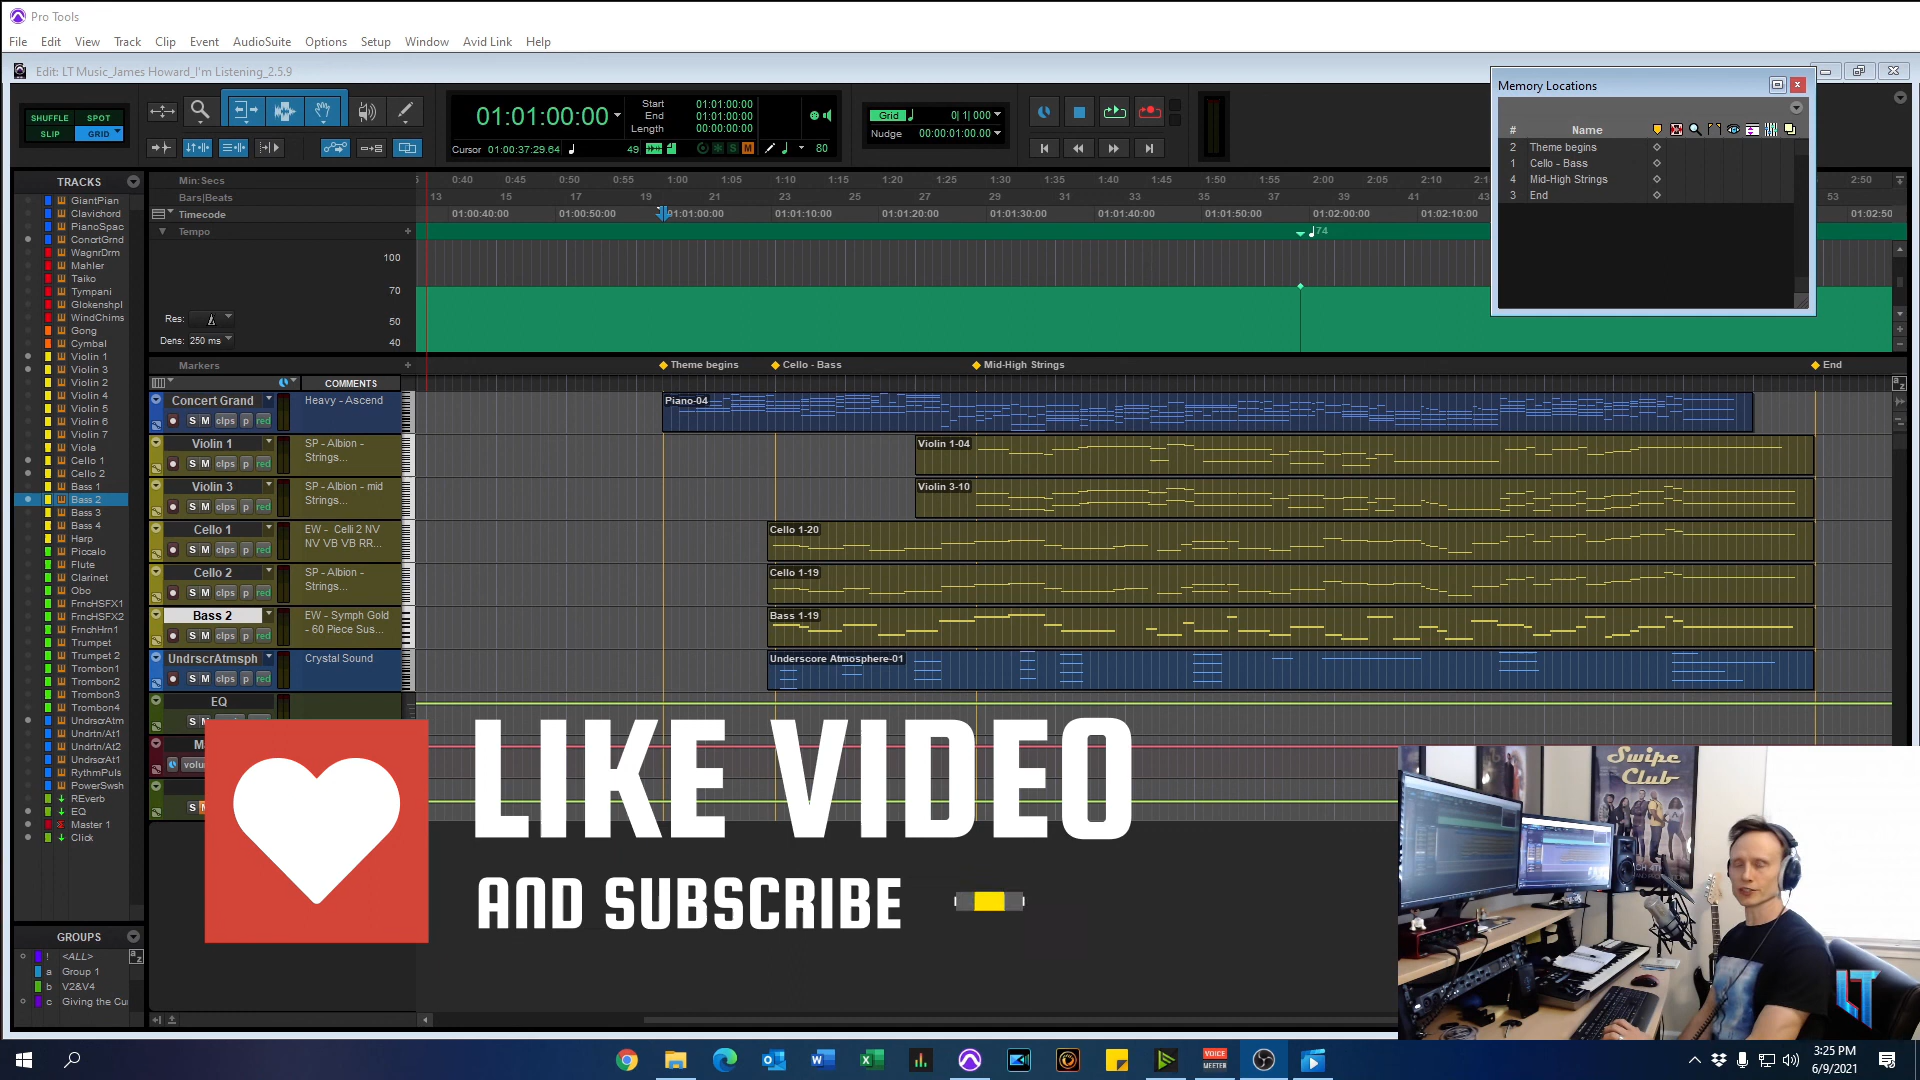 Pro Tools
File Edit View Track Clip Event AudioSuite Options Setup Window Avid Link Help
Edit: LT Music_James Howard_I'm Listening_2.5.9
SHUFFLE SPOT
SLIP GRID
01:01:00:00
Start 01:01:00:00
End 01:01:00:00
Length 00:00:00:00
Cursor 01:00:37:29.64 49 S M 80
Grid 0| 1| 000
Nudge 00:00:01:00.00
Memory Locations
# Name
2 Theme begins
1 Cello - Bass
4 Mid-High Strings
3 End
TRACKS
GiantPian
Clavichord
PianoSpac
ConcrtGrnd
WagnrDrm
Mahler
Taiko
Tympani
Glokenshpl
WindChims
Gong
Cymbal
Violin 1
Violin 3
Violin 2
Violin 4
Violin 5
Violin 6
Violin 7
Viola
Cello 1
Cello 2
Bass 1
Bass 2
Bass 3
Bass 4
Harp
Piccalo
Flute
Clarinet
Obo
FrncHSFX1
FrncHSFX2
FrnchHrn1
Trumpet
Trumpet 2
Trombon1
Trombon2
Trombon3
Trombon4
UndrscrAtm
Undrtn/At1
Undrtn/At2
UndrsrAt1
RythmPuls
PowerSwsh
REverb
EQ
Master 1
Click
GROUPS
! <ALL>
a Group 1
b V2&V4
c Giving the Cur
Min:Secs 5 0:40 0:45 0:50 0:55 1:00 1:05 1:10 1:15 1:20 1:25 1:30 1:35 1:40 1:45 1:50 1:55 2:00 2:05 2:10 2:1 2:50
Bars|Beats 13 15 17 19 21 23 25 27 29 31 33 35 37 39 41 43 53
Timecode 01:00:40:00 01:00:50:00 01:01:00:00 01:01:10:00 01:01:20:00 01:01:30:00 01:01:40:00 01:01:50:00 01:02:00:00 01:02:10:00 01:02:50
Tempo 74
100
70
50
40
Res:
Dens: 250 ms
Markers Theme begins Cello - Bass Mid-High Strings End
COMMENTS
Concert Grand Heavy - Ascend Piano-04
S M clps p red
Violin 1 SP - Albion - Strings... Violin 1-04
S M clps p red
Violin 3 SP - Albion - mid Strings... Violin 3-10
S M clps p red
Cello 1 EW - Celli 2 NV NV VB VB RR... Cello 1-20
S M clps p red
Cello 2 SP - Albion - Strings... Cello 1-19
S M clps p red
Bass 2 EW - Symph Gold - 60 Piece Sus... Bass 1-19
S M clps p red
UndrscrAtmsph Crystal Sound Underscore Atmosphere-01
S M clps p red
EQ
S M
Ma
volu
S M
LIKE VIDEO
AND SUBSCRIBE
Swipe
Club
LT
VOICE
MEETER
3:25 PM
6/9/2021